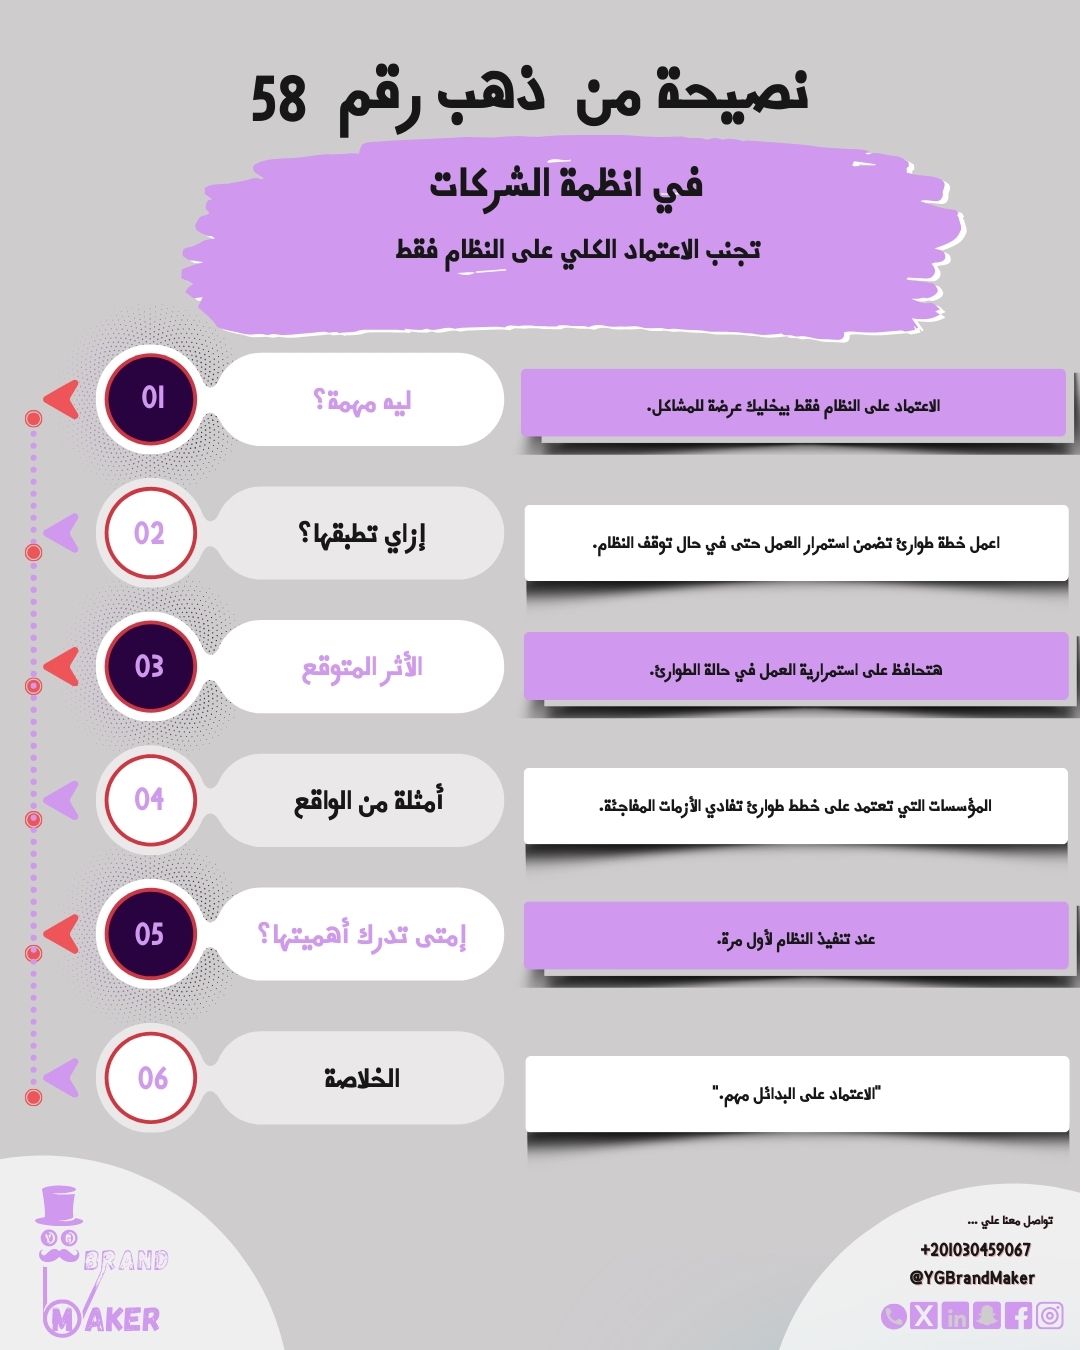 نصيحة من ذهب رقم 58
في انظمة الشركات
تجنب الاعتماد الكلي على النظام فقط
01
ليه مهمة؟
الاعتماد على النظام فقط بيخليك عرضة للمشاكل.
02
إزاي تطبقها؟
اعمل خطة طوارئ تضمن استمرار العمل حتى في حال توقف النظام.
03
الأثر المتوقع
هتحافظ على استمرارية العمل في حالة الطوارئ.
04
أمثلة من الواقع
المؤسسات التي تعتمد على خطط طوارئ تفادي الأزمات المفاجئة.
05
إمتى تدرك أهميتها؟
عند تنفيذ النظام لأول مرة.
06
الخلاصة
"الاعتماد على البدائل مهم."
تواصل معنا علي ...
+201030459067
@YGBrandMaker
BRAND
MAKER